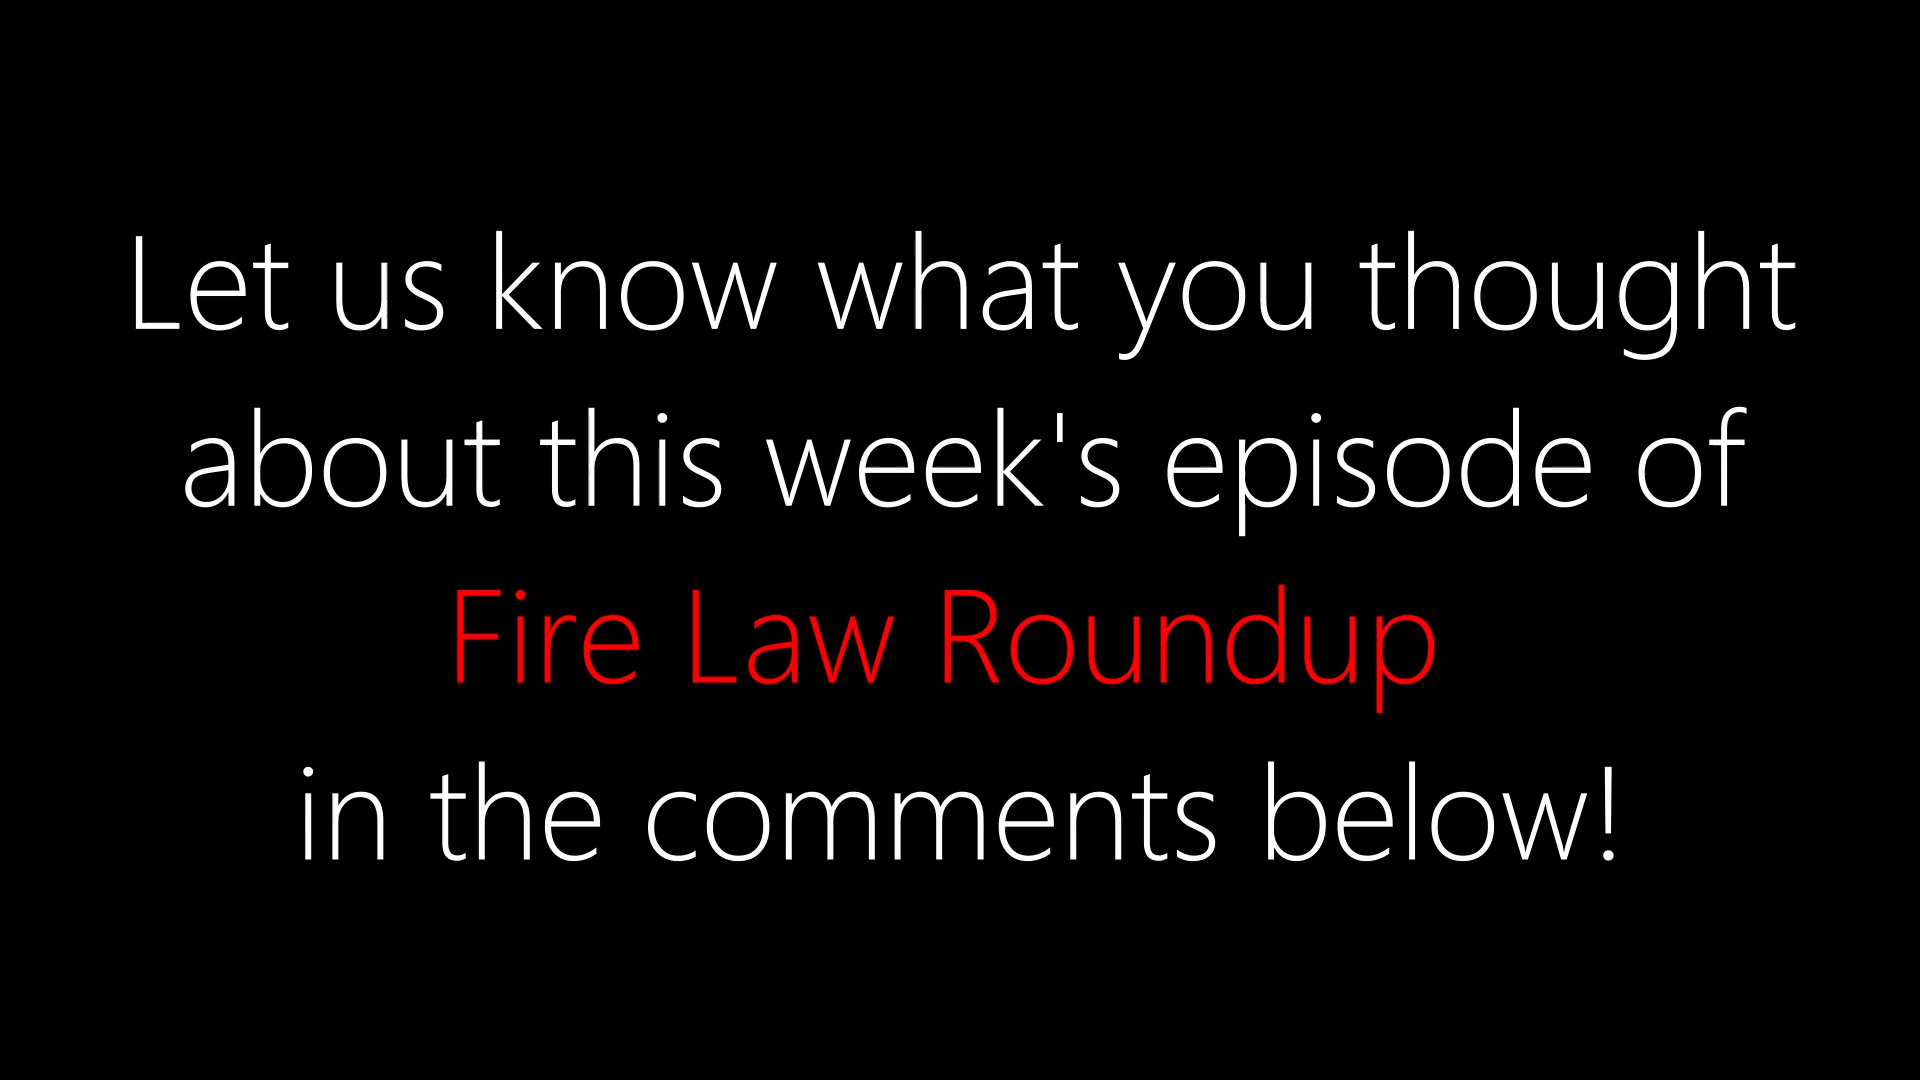 Let us know what you thought
about this week's episode of
Fire Law Roundup
in the comments below!